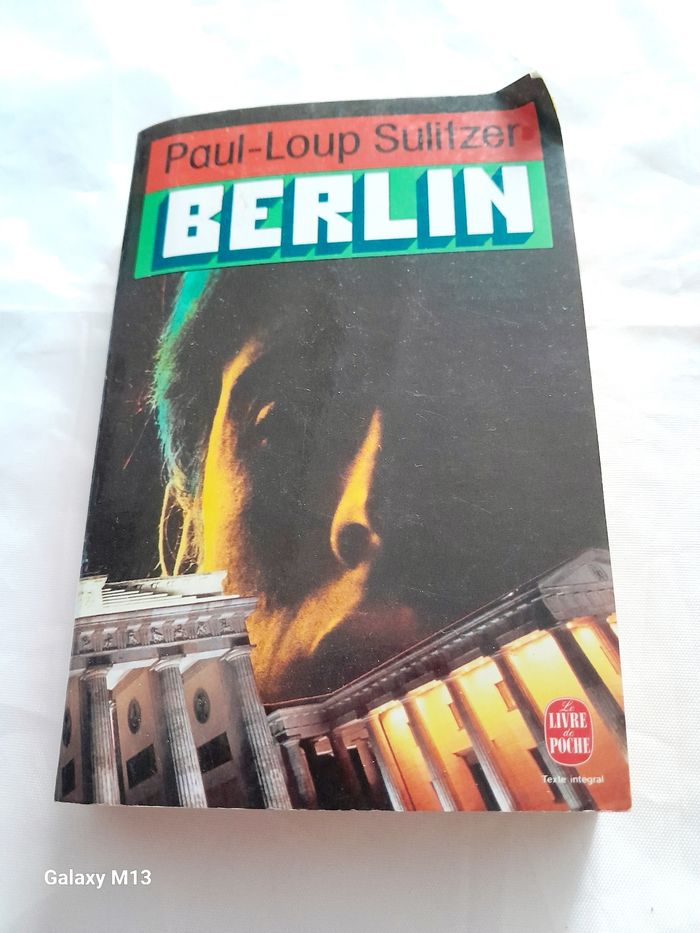 Paul-Loup Sulitzer
BERLIN
Le
LIVRE
de
POCHE
Texte intégral
Galaxy M13